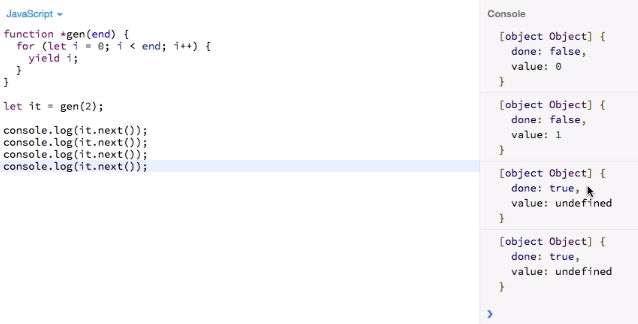 JavaScript
function *gen(end) {
  for (let i = 0; i < end; i++) {
    yield i;
  }
}
let it = gen(2);
console.log(it.next());
console.log(it.next());
console.log(it.next());
console.log(it.next());
Console
[object Object] {
  done: false,
  value: 0
}
[object Object] {
  done: false,
  value: 1
}
[object Object] {
  done: true,
  value: undefined
}
[object Object] {
  done: true,
  value: undefined
}